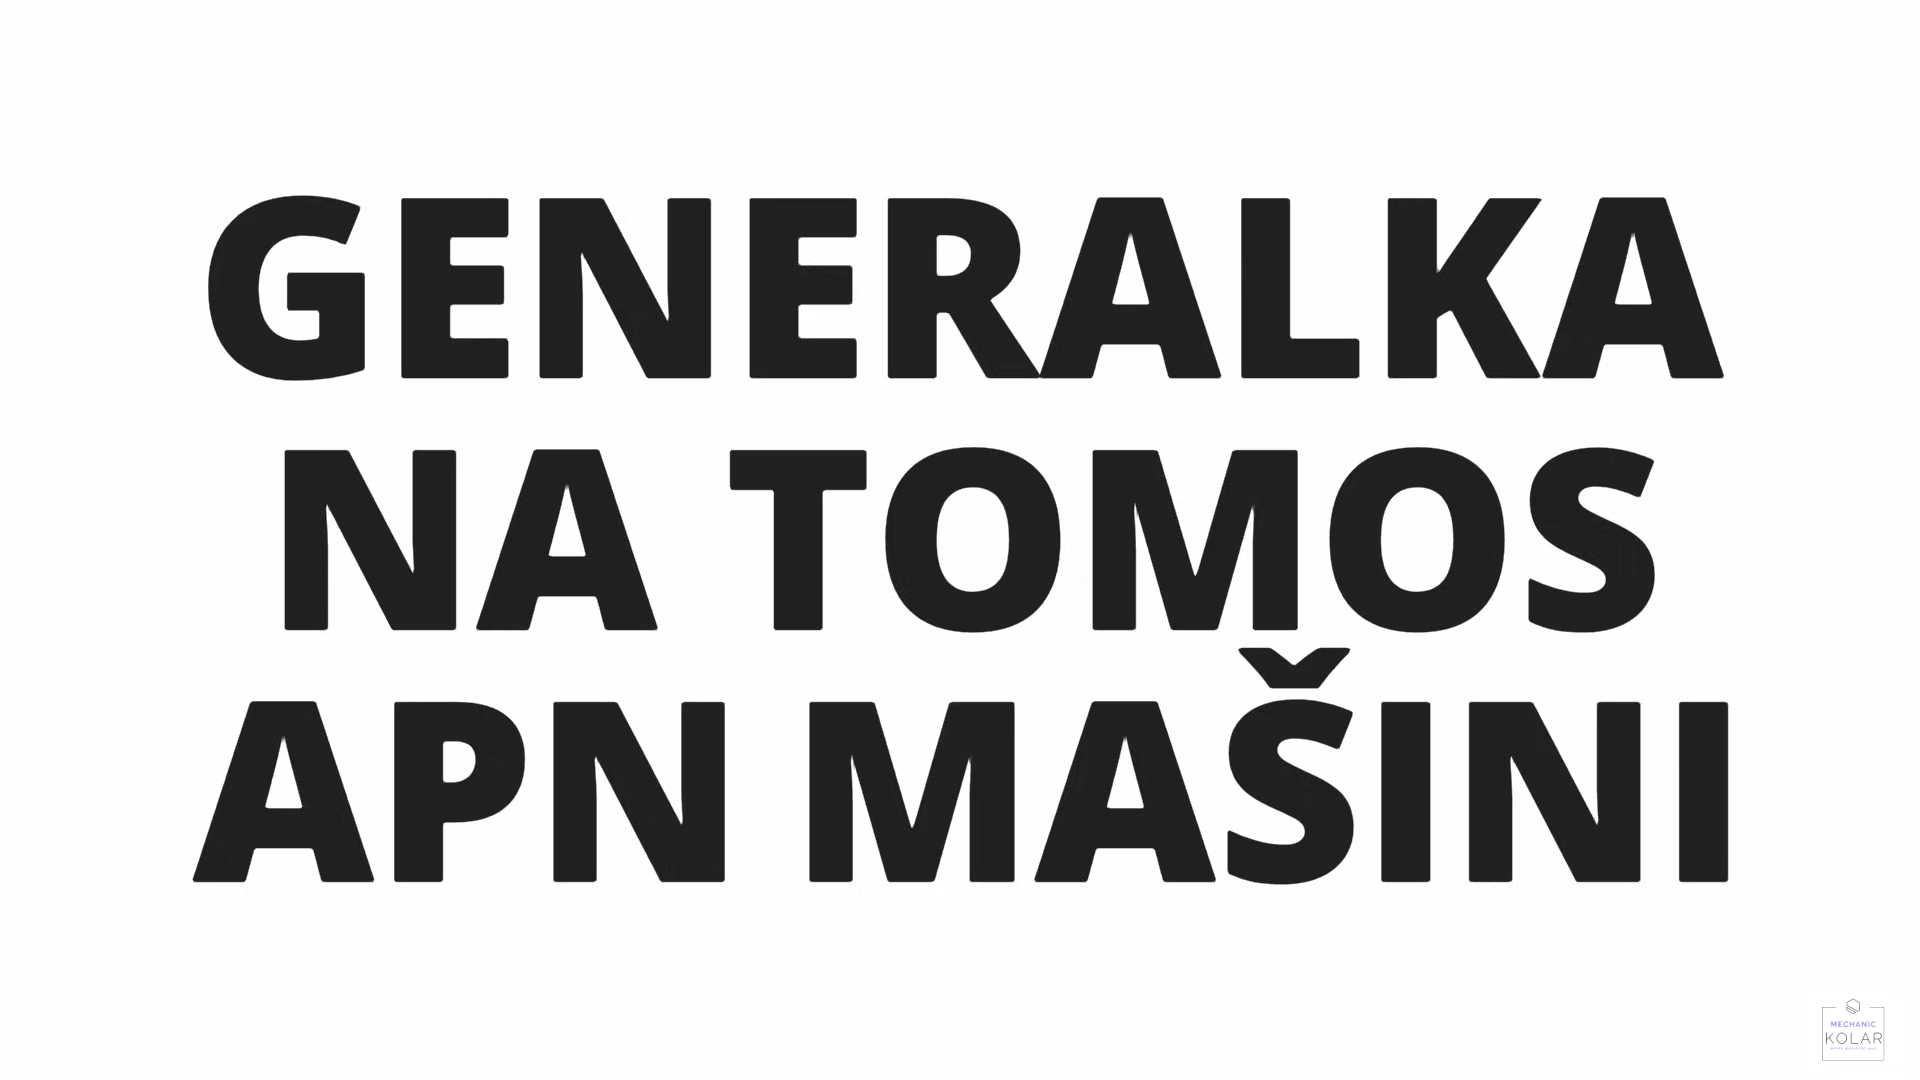 GENERALKA
NA TOMOS
APN MAŠINI
MECHANIC
KOLAR